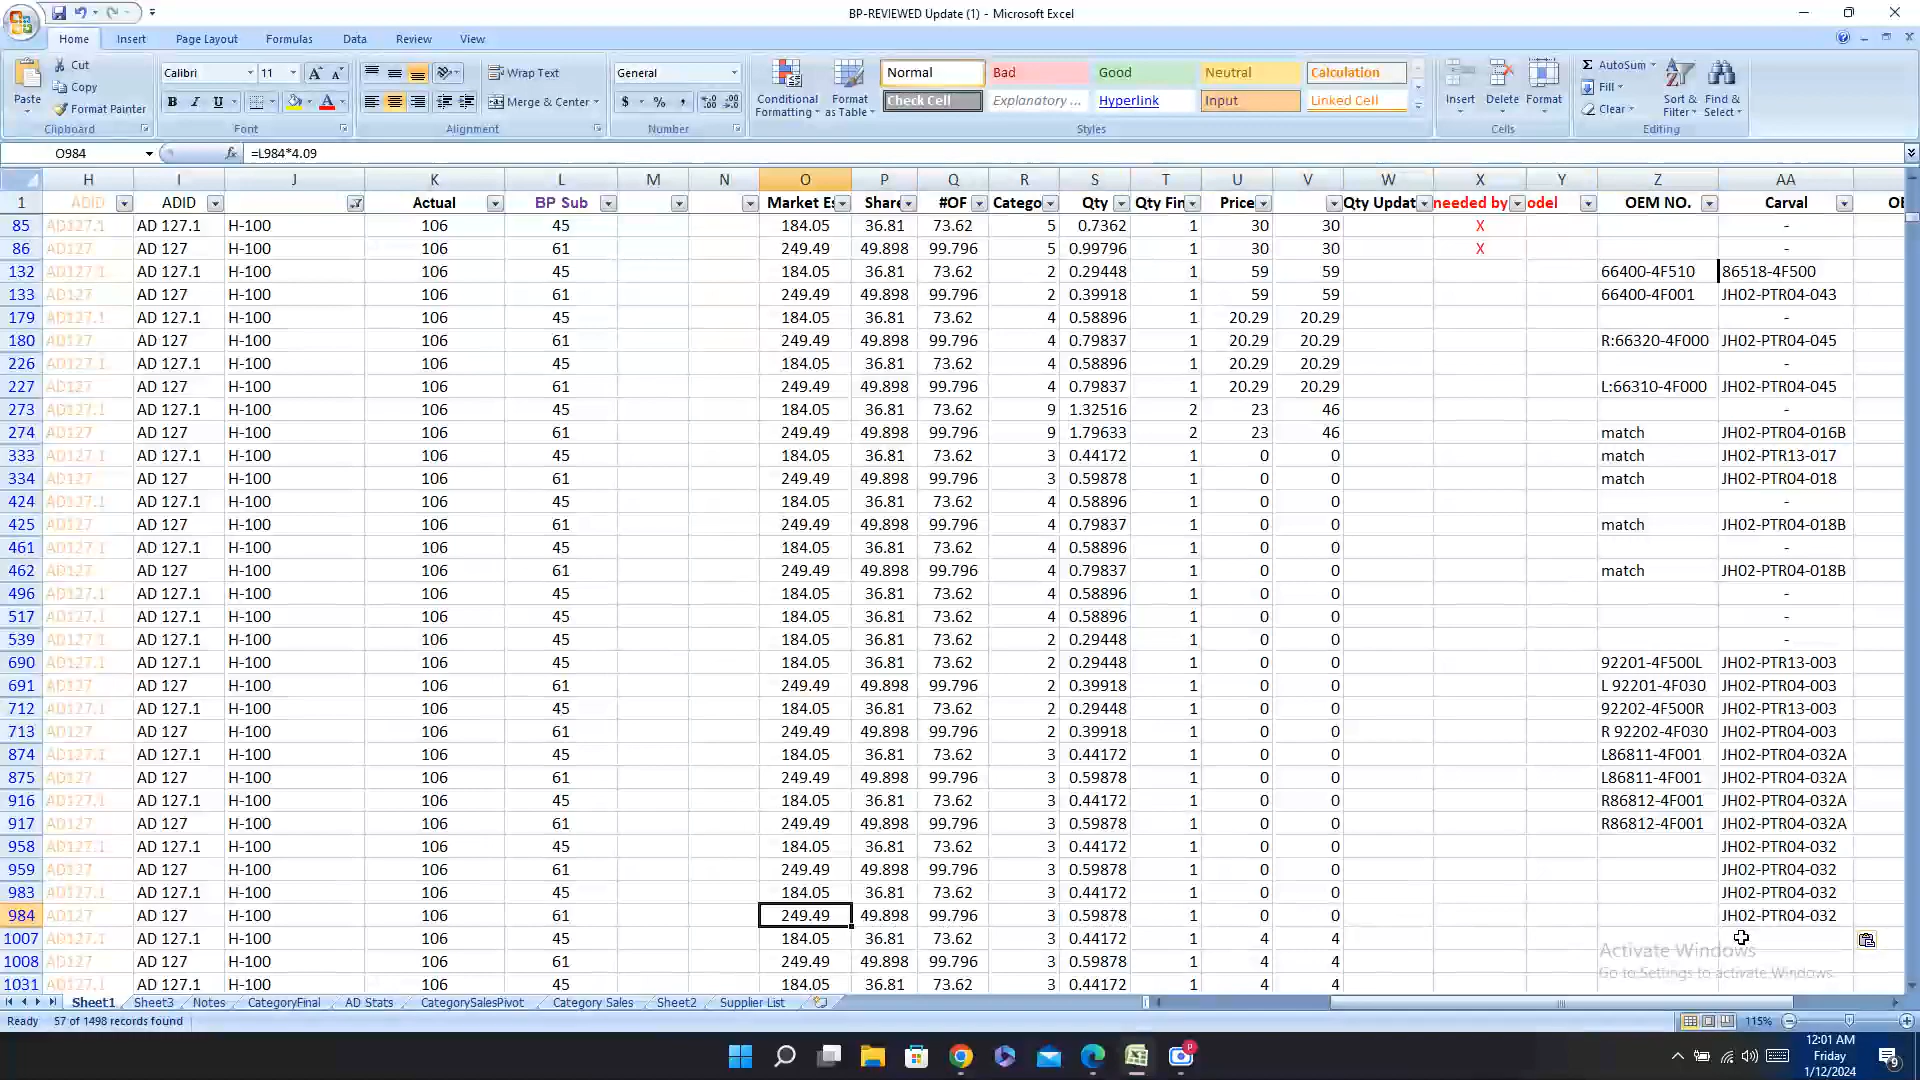 BP-REVIEWED Update (1) - Microsoft Excel
Home Insert Page Layout Formulas Data Review View
Cut Calibri 11 Wrap Text General Normal Bad Good Neutral Calculation AutoSum
Copy Fill
Paste Format Painter B I U Merge & Center $ % , Conditional Formatting Format as Table Check Cell Explanatory ... Hyperlink Input Linked Cell Insert Delete Format Clear Sort & Filter Find & Select
Clipboard Font Alignment Number Styles Cells Editing
O984 fx =L984*4.09
H I J K L M N O P Q R S T U V W X Y Z AA
1 ADID ADID Actual BP Sub Market Es Share #OF Catego Qty Qty Fin Price Qty Updat needed by odel OEM NO. Carval OE
85 AD127.1 AD 127.1 H-100 106 45 184.05 36.81 73.62 5 0.7362 1 30 30 X -
86 AD127 AD 127 H-100 106 61 249.49 49.898 99.796 5 0.99796 1 30 30 X -
132 AD127.1 AD 127.1 H-100 106 45 184.05 36.81 73.62 2 0.29448 1 59 59 66400-4F510 86518-4F500
133 AD127 AD 127 H-100 106 61 249.49 49.898 99.796 2 0.39918 1 59 59 66400-4F001 JH02-PTR04-043
179 AD127.1 AD 127.1 H-100 106 45 184.05 36.81 73.62 4 0.58896 1 20.29 20.29 -
180 AD127 AD 127 H-100 106 61 249.49 49.898 99.796 4 0.79837 1 20.29 20.29 R:66320-4F000 JH02-PTR04-045
226 AD127.1 AD 127.1 H-100 106 45 184.05 36.81 73.62 4 0.58896 1 20.29 20.29 -
227 AD127 AD 127 H-100 106 61 249.49 49.898 99.796 4 0.79837 1 20.29 20.29 L:66310-4F000 JH02-PTR04-045
273 AD127.1 AD 127.1 H-100 106 45 184.05 36.81 73.62 9 1.32516 2 23 46 -
274 AD127 AD 127 H-100 106 61 249.49 49.898 99.796 9 1.79633 2 23 46 match JH02-PTR04-016B
333 AD127.1 AD 127.1 H-100 106 45 184.05 36.81 73.62 3 0.44172 1 0 0 match JH02-PTR13-017
334 AD127 AD 127 H-100 106 61 249.49 49.898 99.796 3 0.59878 1 0 0 match JH02-PTR04-018
424 AD127.1 AD 127.1 H-100 106 45 184.05 36.81 73.62 4 0.58896 1 0 0 -
425 AD127 AD 127 H-100 106 61 249.49 49.898 99.796 4 0.79837 1 0 0 match JH02-PTR04-018B
461 AD127.1 AD 127.1 H-100 106 45 184.05 36.81 73.62 4 0.58896 1 0 0 -
462 AD127 AD 127 H-100 106 61 249.49 49.898 99.796 4 0.79837 1 0 0 match JH02-PTR04-018B
496 AD127.1 AD 127.1 H-100 106 45 184.05 36.81 73.62 4 0.58896 1 0 0 -
517 AD127.1 AD 127.1 H-100 106 45 184.05 36.81 73.62 4 0.58896 1 0 0 -
539 AD127.1 AD 127.1 H-100 106 45 184.05 36.81 73.62 2 0.29448 1 0 0 -
690 AD127.1 AD 127.1 H-100 106 45 184.05 36.81 73.62 2 0.29448 1 0 0 92201-4F500L JH02-PTR13-003
691 AD127 AD 127 H-100 106 61 249.49 49.898 99.796 2 0.39918 1 0 0 L 92201-4F030 JH02-PTR04-003
712 AD127.1 AD 127.1 H-100 106 45 184.05 36.81 73.62 2 0.29448 1 0 0 92202-4F500R JH02-PTR13-003
713 AD127 AD 127 H-100 106 61 249.49 49.898 99.796 2 0.39918 1 0 0 R 92202-4F030 JH02-PTR04-003
874 AD127.1 AD 127.1 H-100 106 45 184.05 36.81 73.62 3 0.44172 1 0 0 L86811-4F001 JH02-PTR04-032A
875 AD127 AD 127 H-100 106 61 249.49 49.898 99.796 3 0.59878 1 0 0 L86811-4F001 JH02-PTR04-032A
916 AD127.1 AD 127.1 H-100 106 45 184.05 36.81 73.62 3 0.44172 1 0 0 R86812-4F001 JH02-PTR04-032A
917 AD127 AD 127 H-100 106 61 249.49 49.898 99.796 3 0.59878 1 0 0 R86812-4F001 JH02-PTR04-032A
958 AD127.1 AD 127.1 H-100 106 45 184.05 36.81 73.62 3 0.44172 1 0 0 JH02-PTR04-032
959 AD127 AD 127 H-100 106 61 249.49 49.898 99.796 3 0.59878 1 0 0 JH02-PTR04-032
983 AD127.1 AD 127.1 H-100 106 45 184.05 36.81 73.62 3 0.44172 1 0 0 JH02-PTR04-032
984 AD127 AD 127 H-100 106 61 249.49 49.898 99.796 3 0.59878 1 0 0 JH02-PTR04-032
1007 AD127.1 AD 127.1 H-100 106 45 184.05 36.81 73.62 3 0.44172 1 4 4
1008 AD127 AD 127 H-100 106 61 249.49 49.898 99.796 3 0.59878 1 4 4
1031 AD127.1 AD 127.1 H-100 106 45 184.05 36.81 73.62 3 0.44172 1 4 4
Activate Windows
Go to Settings to activate Windows.
Sheet1 Sheet3 Notes CategoryFinal AD Stats CategorySalesPivot Category Sales Sheet2 Supplier List
Ready 57 of 1498 records found 115%
12:01 AM
Friday
1/12/2024
9